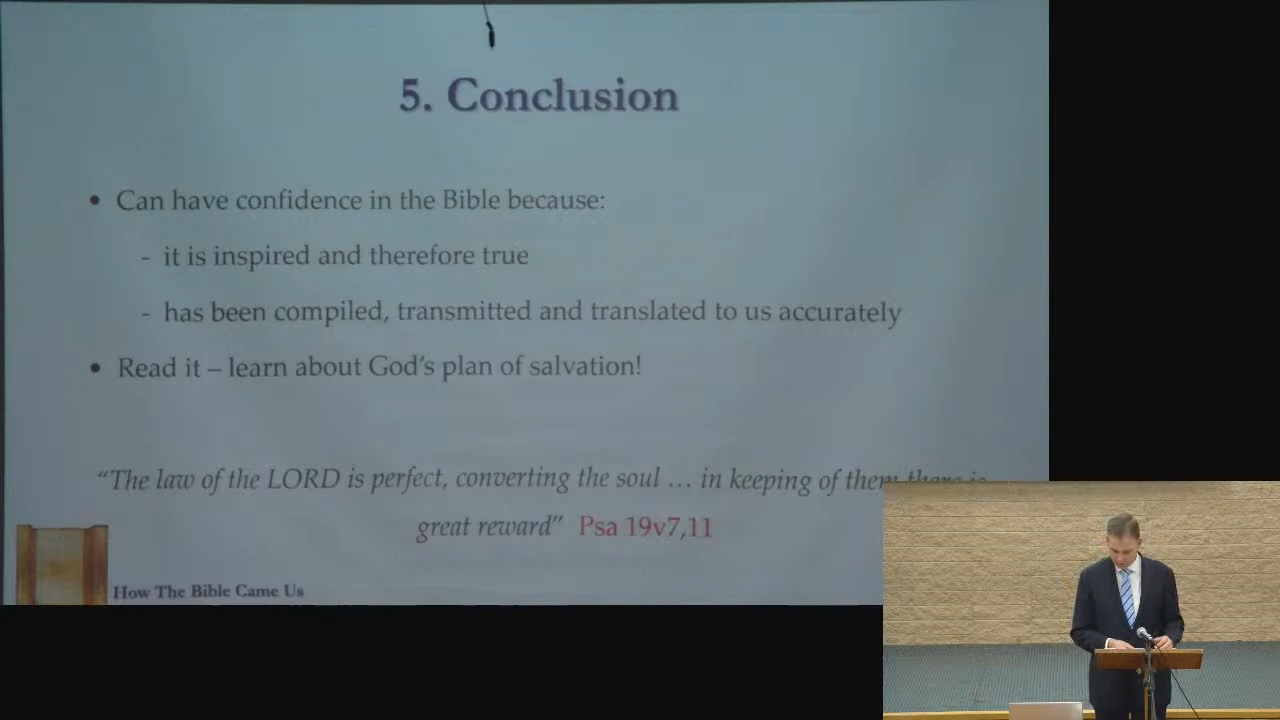 5. Conclusion
• Can have confidence in the Bible because:
- it is inspired and therefore true
- has been compiled, transmitted and translated to us accurately
• Read it – learn about God's plan of salvation!
“The law of the LORD is perfect, converting the soul … in keeping of them there is
great reward” Psa 19v7,11
How The Bible Came Us